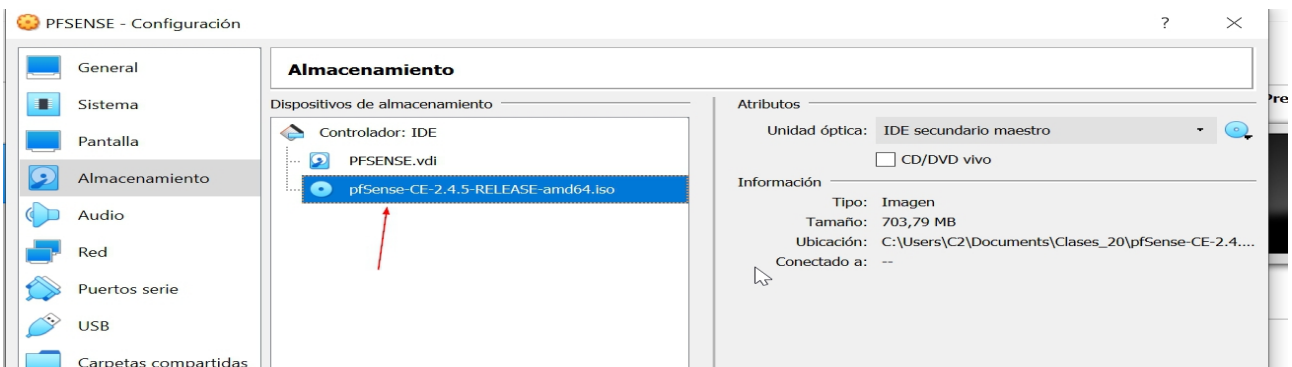 PFSENSE - Configuración
?
General
Sistema
Pantalla
Almacenamiento
Audio
Red
Puertos serie
USB
Carpetas compartidas
Almacenamiento
Dispositivos de almacenamiento
Controlador: IDE
PFSENSE.vdi
pfSense-CE-2.4.5-RELEASE-amd64.iso
Atributos
Unidad óptica: IDE secundario maestro
CD/DVD vivo
Información
Tipo: Imagen
Tamaño: 703,79 MB
Ubicación: C:\Users\C2\Documents\Clases_20\pfSense-CE-2.4....
Conectado a: --
Pre